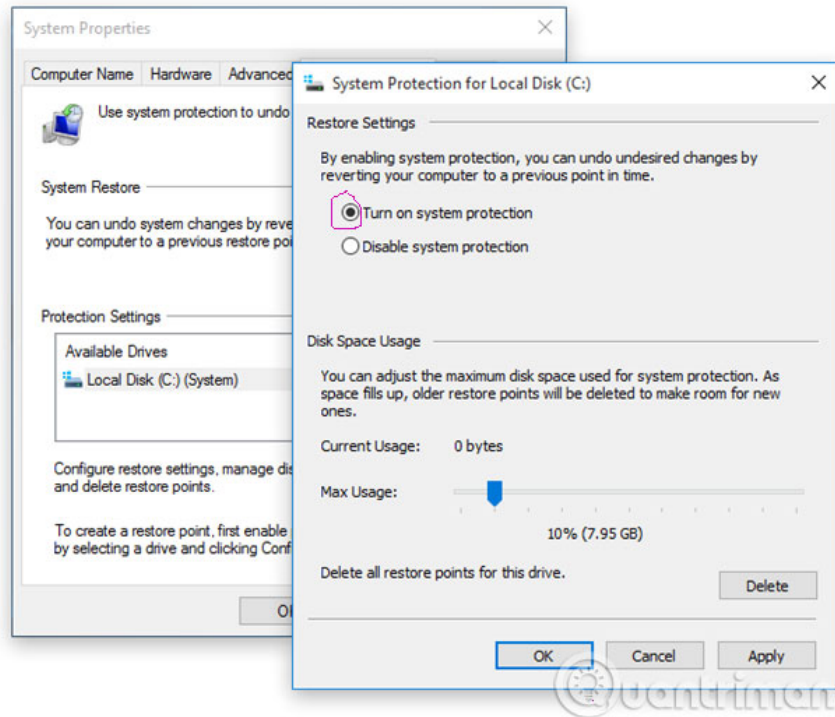 System Properties
Computer Name
Hardware
Advanced
Use system protection to undo
System Restore
You can undo system changes by reve
your computer to a previous restore poi
Protection Settings
Available Drives
Local Disk (C:) (System)
Configure restore settings, manage dis
and delete restore points.
To create a restore point, first enable
by selecting a drive and clicking Conf
System Protection for Local Disk (C:)
Restore Settings
By enabling system protection, you can undo undesired changes by
reverting your computer to a previous point in time.
Turn on system protection
Disable system protection
Disk Space Usage
You can adjust the maximum disk space used for system protection. As
space fills up, older restore points will be deleted to make room for new
ones.
Current Usage: 0 bytes
Max Usage:
10% (7.95 GB)
Delete all restore points for this drive.
Delete
OK
Cancel
Apply
Quantriman